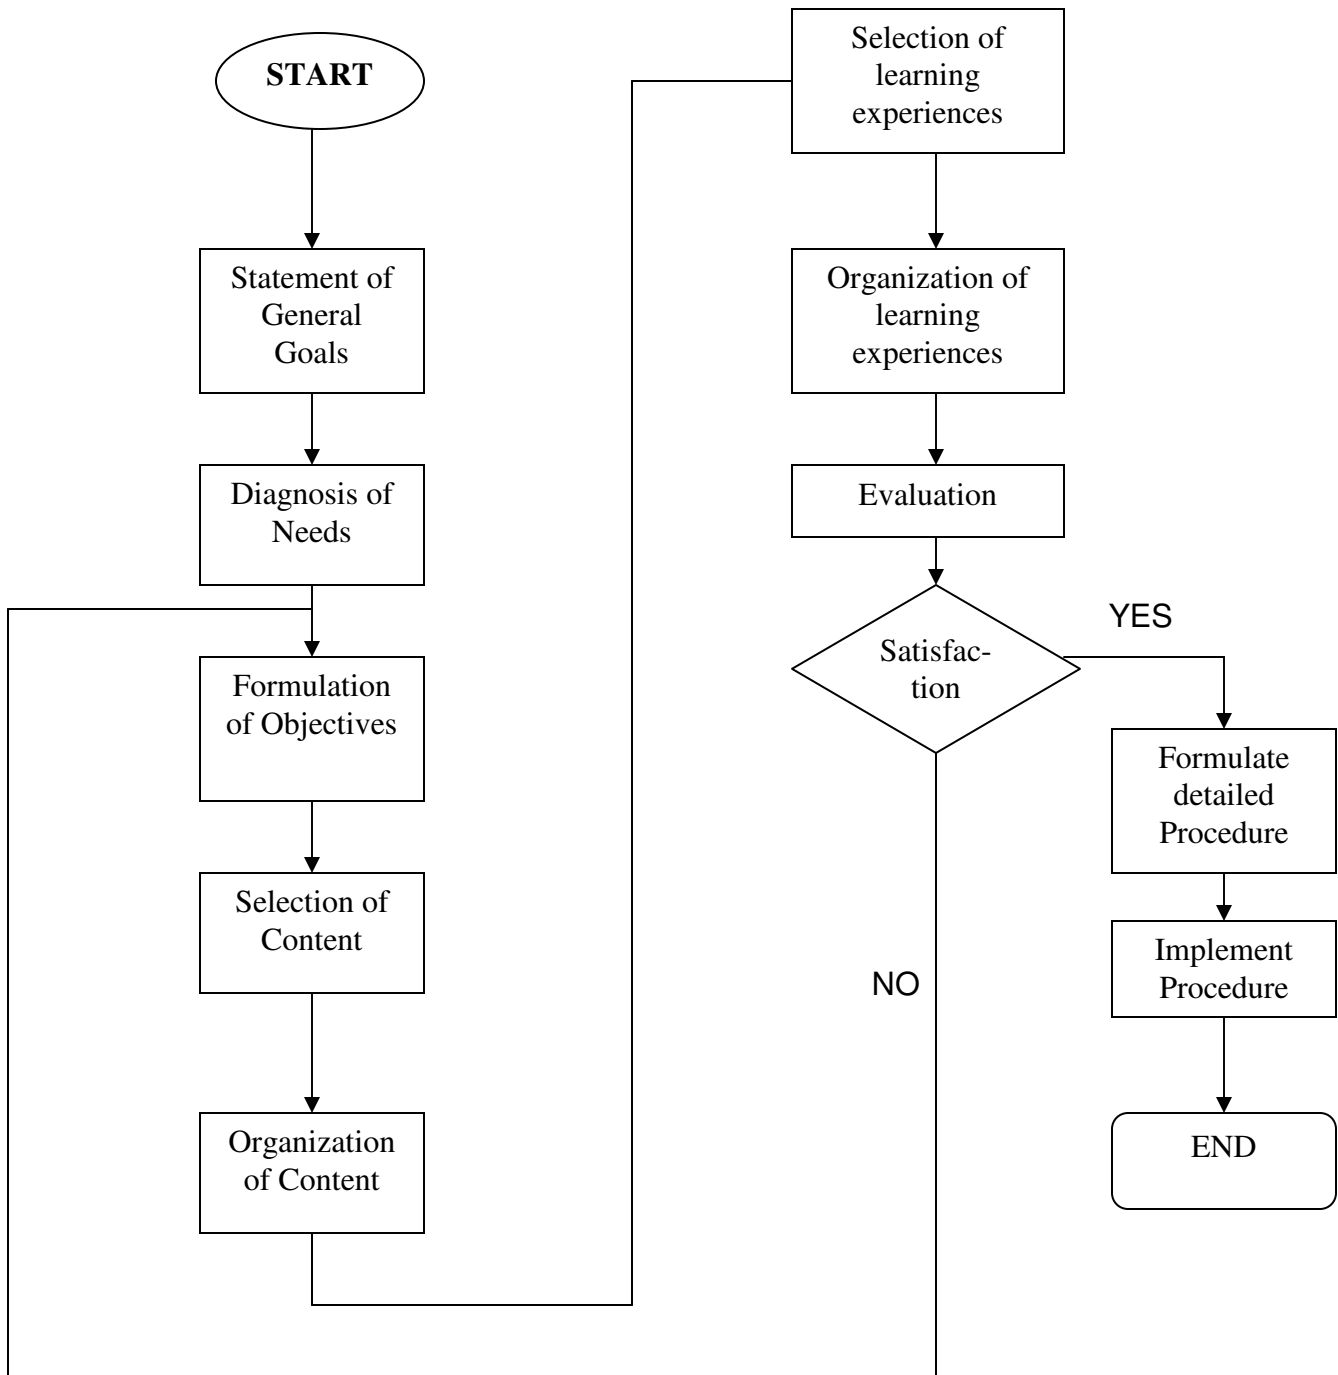 START
Statement of
General
Goals
Diagnosis of
Needs
Formulation
of Objectives
Selection of
Content
Organization
of Content
Selection of
learning
experiences
Organization of
learning
experiences
Evaluation
Satisfac-
tion
YES
NO
Formulate
detailed
Procedure
Implement
Procedure
END